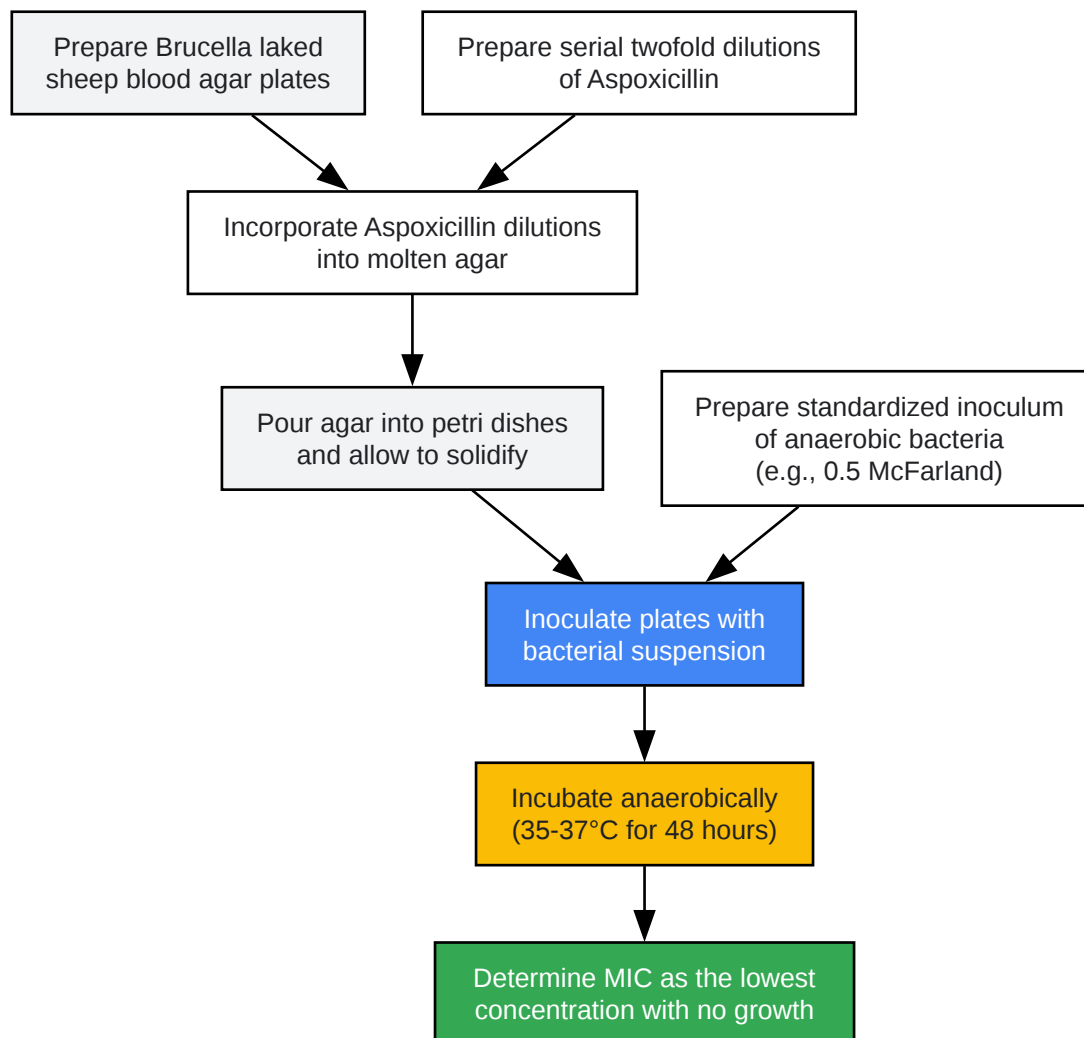 Prepare Brucella laked
sheep blood agar plates
Prepare serial twofold dilutions
of Aspoxicillin
Incorporate Aspoxicillin dilutions
into molten agar
Pour agar into petri dishes
and allow to solidify
Prepare standardized inoculum
of anaerobic bacteria
(e.g., 0.5 McFarland)
Inoculate plates with
bacterial suspension
Incubate anaerobically
(35-37°C for 48 hours)
Determine MIC as the lowest
concentration with no growth